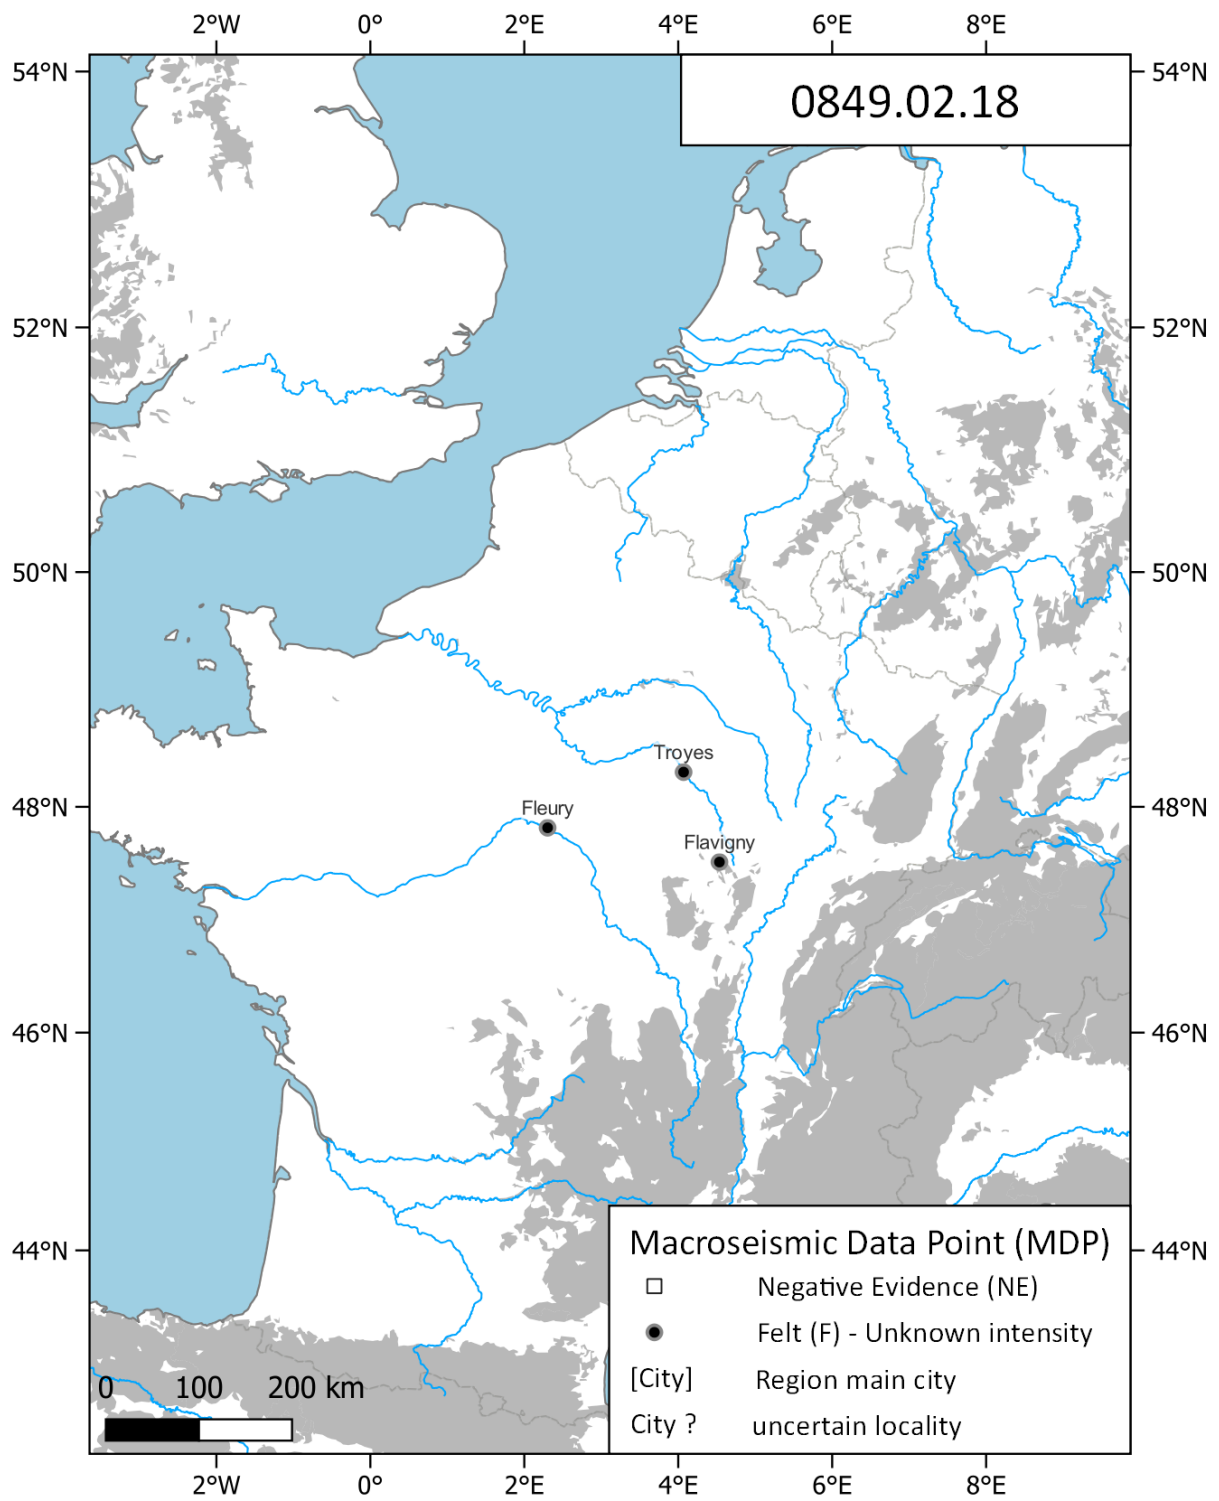 2°W 0° 2°E 4°E 6°E 8°E
54°N 54°N
0849.02.18
52°N 52°N
50°N 50°N
Troyes
48°N Fleury 48°N
Flavigny
46°N 46°N
44°N 44°N
Macroseismic Data Point (MDP)
Negative Evidence (NE)
Felt (F) - Unknown intensity
[City] Region main city
City ? uncertain locality
0 100 200 km
2°W 0° 2°E 4°E 6°E 8°E